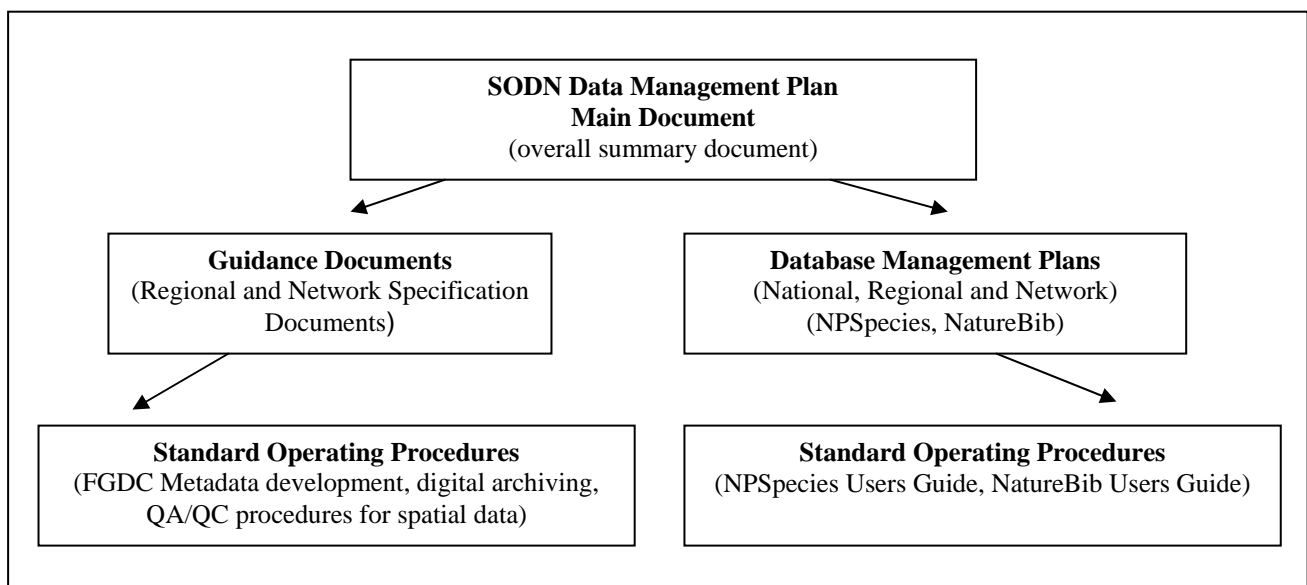 SODN Data Management Plan
Main Document
(overall summary document)
Guidance Documents
(Regional and Network Specification
Documents)
Database Management Plans
(National, Regional and Network)
(NPSpecies, NatureBib)
Standard Operating Procedures
(FGDC Metadata development, digital archiving,
QA/QC procedures for spatial data)
Standard Operating Procedures
(NPSpecies Users Guide, NatureBib Users Guide)